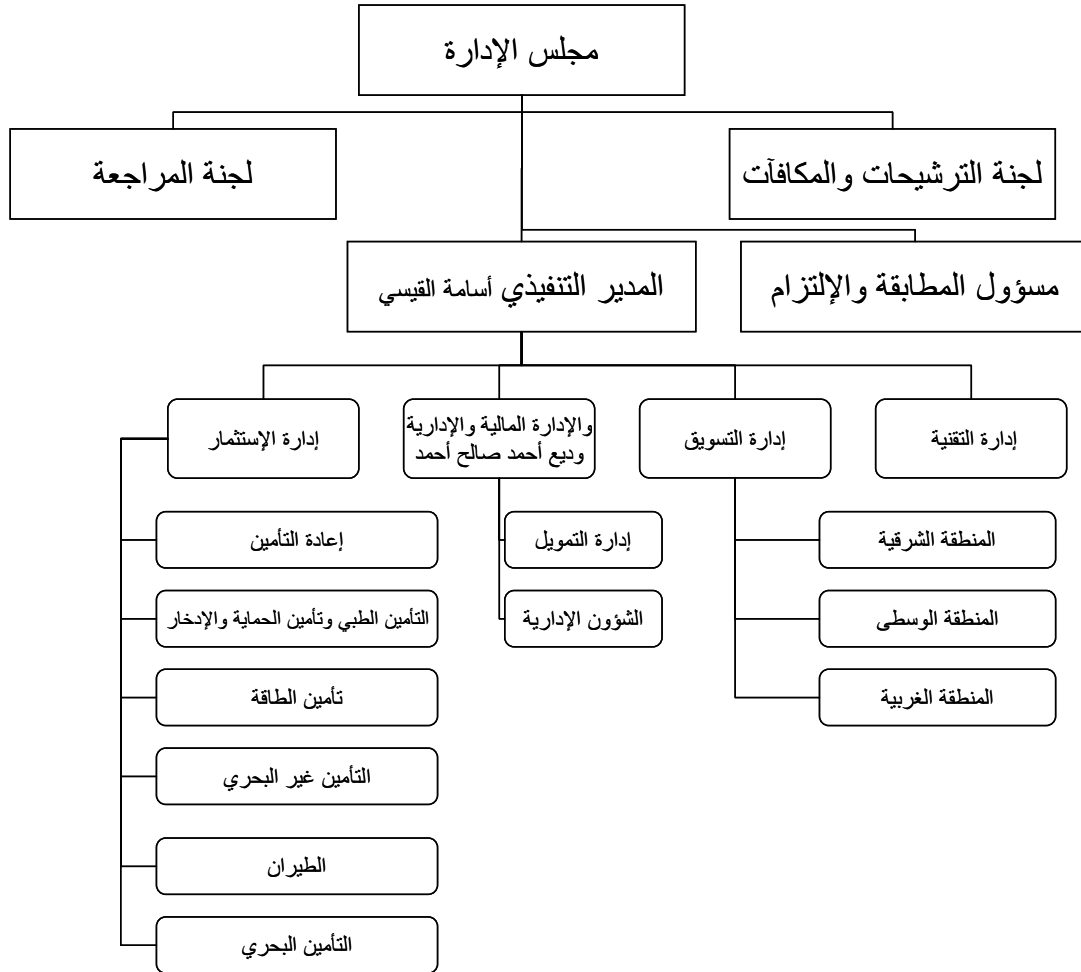 مجلس الإدارة
لجنة الترشيحات والمكافآت
لجنة المراجعة
مسؤول المطابقة والإلتزام
المدير التنفيذي أسامة القيسي
إدارة التقنية
إدارة التسويق
والإدارة المالية والإدارية
وديع أحمد صالح أحمد
إدارة الإستثمار
المنطقة الشرقية
المنطقة الوسطى
المنطقة الغربية
إدارة التمويل
الشؤون الإدارية
إعادة التأمين
التأمين الطبي وتأمين الحماية والإدخار
تأمين الطاقة
التأمين غير البحري
الطيران
التأمين البحري